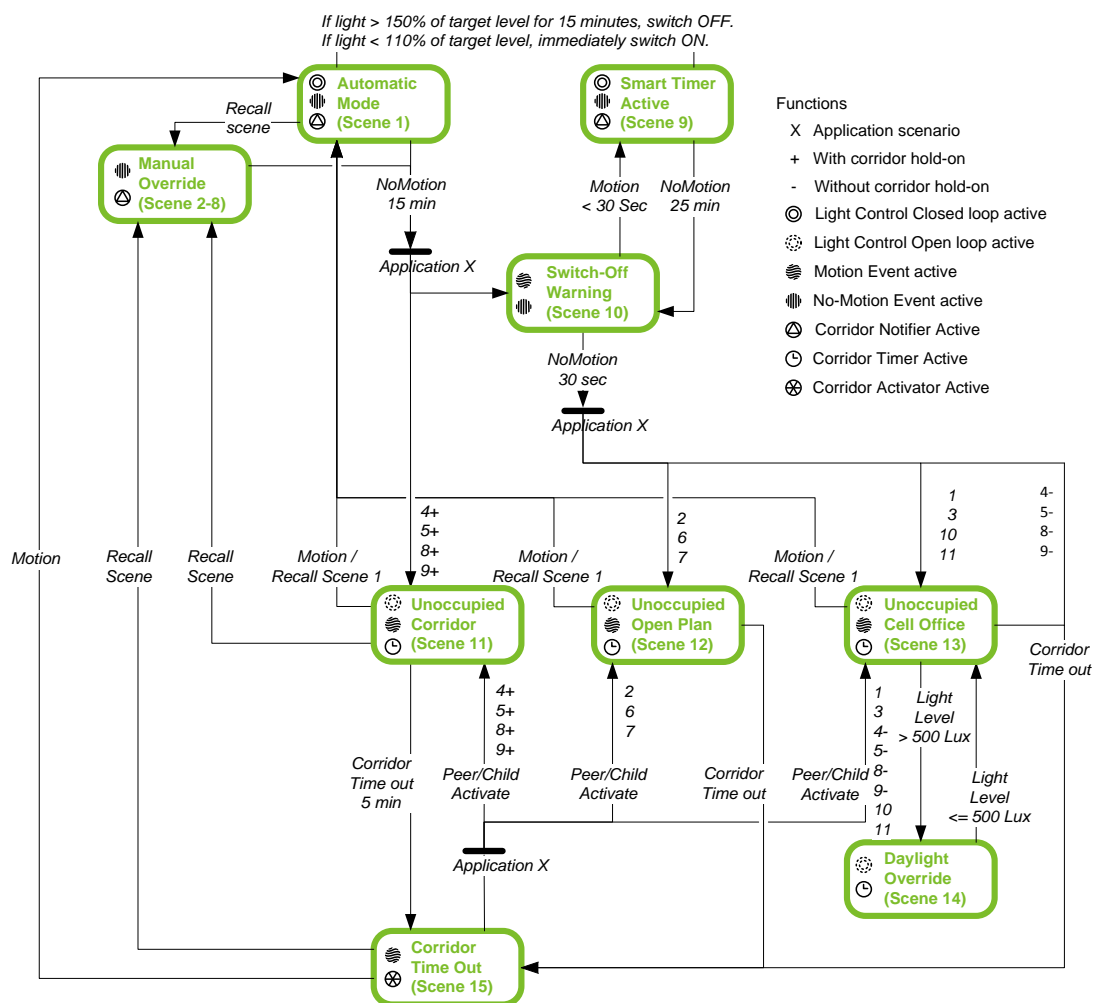 If light > 150% of target level for 15 minutes, switch OFF.
If light < 110% of target level, immediately switch ON.
Automatic
Mode
(Scene 1)
Smart Timer
Active
(Scene 9)
Recall
scene
Manual
Override
(Scene 2-8)
NoMotion
15 min
Motion
< 30 Sec
NoMotion
25 min
Functions
X Application scenario
+ With corridor hold-on
- Without corridor hold-on
Light Control Closed loop active
Light Control Open loop active
Motion Event active
No-Motion Event active
Corridor Notifier Active
Corridor Timer Active
Corridor Activator Active
Application X
Switch-Off
Warning
(Scene 10)
NoMotion
30 sec
Application X
Motion
Recall
Scene
Recall
Scene
4+
5+
8+
9+
Motion /
Recall Scene 1
2
6
7
Motion /
Recall Scene 1
1
3
10
11
4-
5-
8-
9-
Motion /
Recall Scene 1
Unoccupied
Corridor
(Scene 11)
Unoccupied
Open Plan
(Scene 12)
Unoccupied
Cell Office
(Scene 13)
Corridor
Time out
4+
5+
8+
9+
2
6
7
1
3
4-
5-
8-
9-
10
11
Light
Level
> 500 Lux
Light
Level
<= 500 Lux
Corridor
Time out
5 min
Peer/Child
Activate
Peer/Child
Activate
Corridor
Time out
Peer/Child
Activate
Application X
Daylight
Override
(Scene 14)
Corridor
Time Out
(Scene 15)